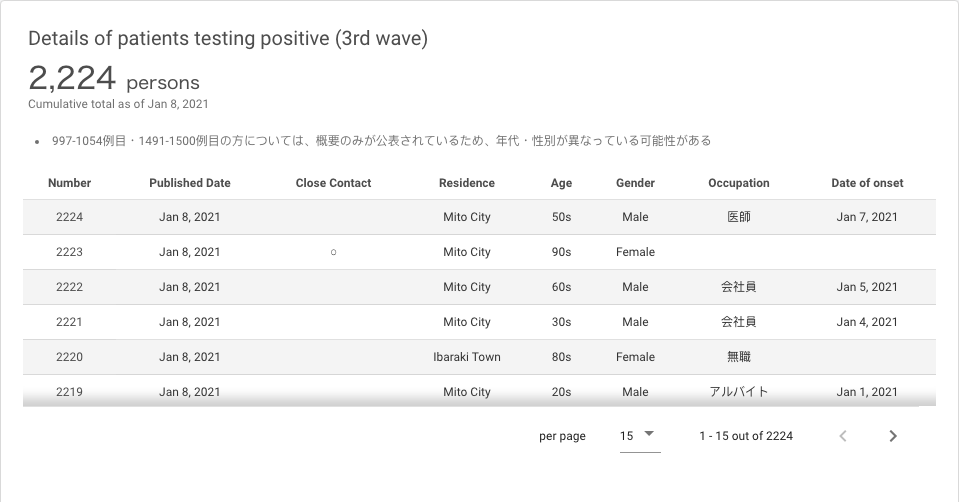 Details of patients testing positive (3rd wave)
2,224 persons
Cumulative total as of Jan 8, 2021
• 997-1054例目・1491-1500例目の方については、概要のみが公表されているため、年代・性別が異なっている可能性がある
Number Published Date Close Contact Residence Age Gender Occupation Date of onset
2224 Jan 8, 2021 Mito City 50s Male 医師 Jan 7, 2021
2223 Jan 8, 2021 ○ Mito City 90s Female
2222 Jan 8, 2021 Mito City 60s Male 会社員 Jan 5, 2021
2221 Jan 8, 2021 Mito City 30s Male 会社員 Jan 4, 2021
2220 Jan 8, 2021 Ibaraki Town 80s Female 無職
2219 Jan 8, 2021 Mito City 20s Male アルバイト Jan 1, 2021
per page 15 1 - 15 out of 2224